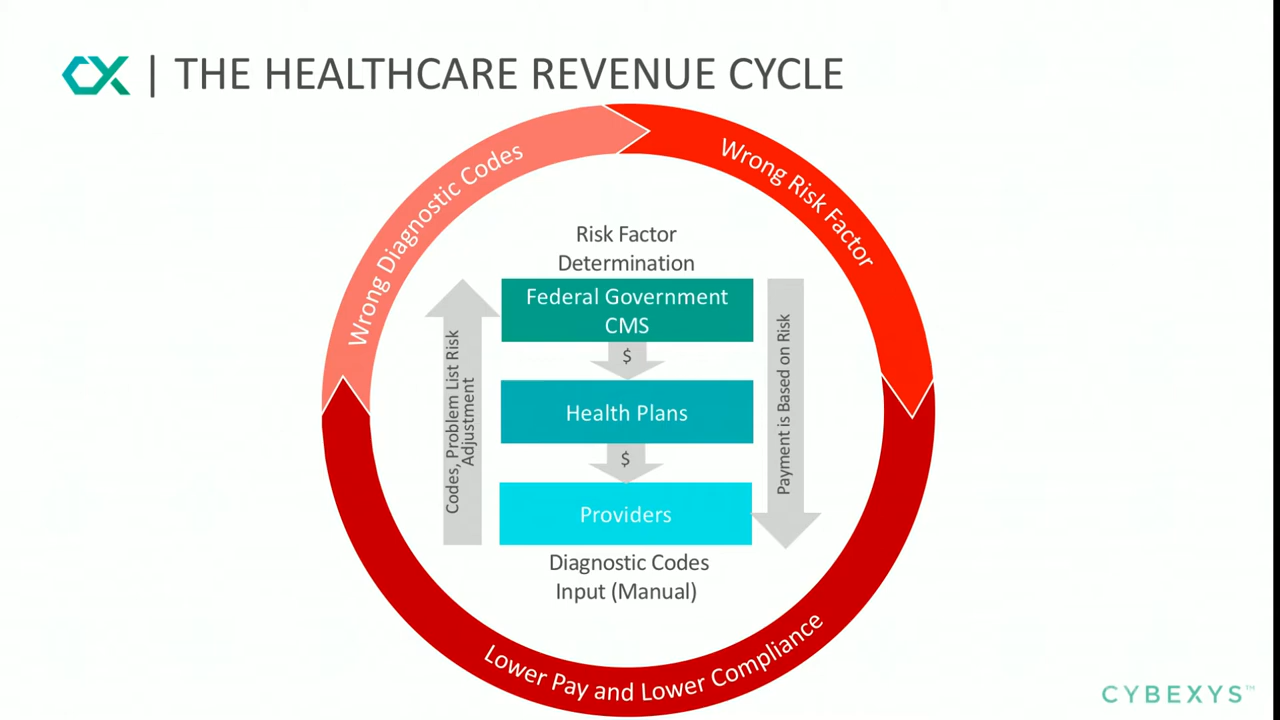 CX | THE HEALTHCARE REVENUE CYCLE
Wrong Diagnostic Codes
Wrong Risk Factor
Risk Factor
Determination
Federal Government
CMS
$
Health Plans
$
Providers
Diagnostic Codes
Input (Manual)
Codes, Problem List Risk
Adjustment
Payment is Based on Risk
Lower Pay and Lower Compliance
CYBEXYS™